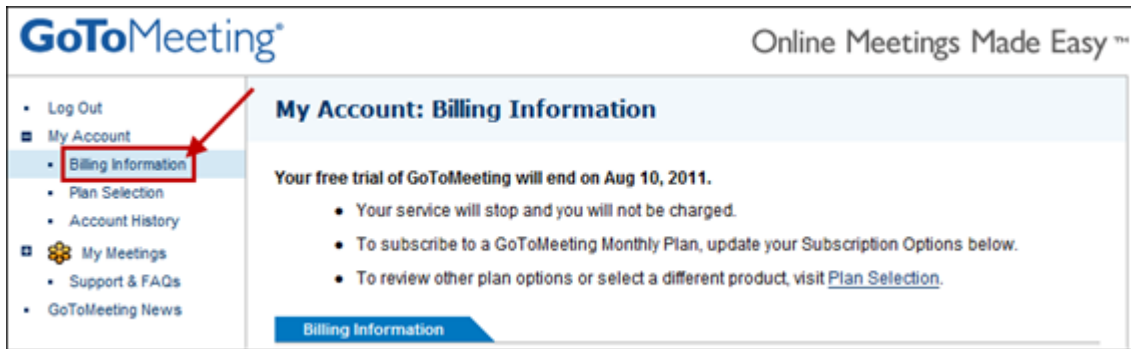 GoToMeeting®
Online Meetings Made Easy ™
Log Out
My Account
Billing Information
Plan Selection
Account History
My Meetings
Support & FAQs
GoToMeeting News
My Account: Billing Information
Your free trial of GoToMeeting will end on Aug 10, 2011.
Your service will stop and you will not be charged.
To subscribe to a GoToMeeting Monthly Plan, update your Subscription Options below.
To review other plan options or select a different product, visit Plan Selection.
Billing Information